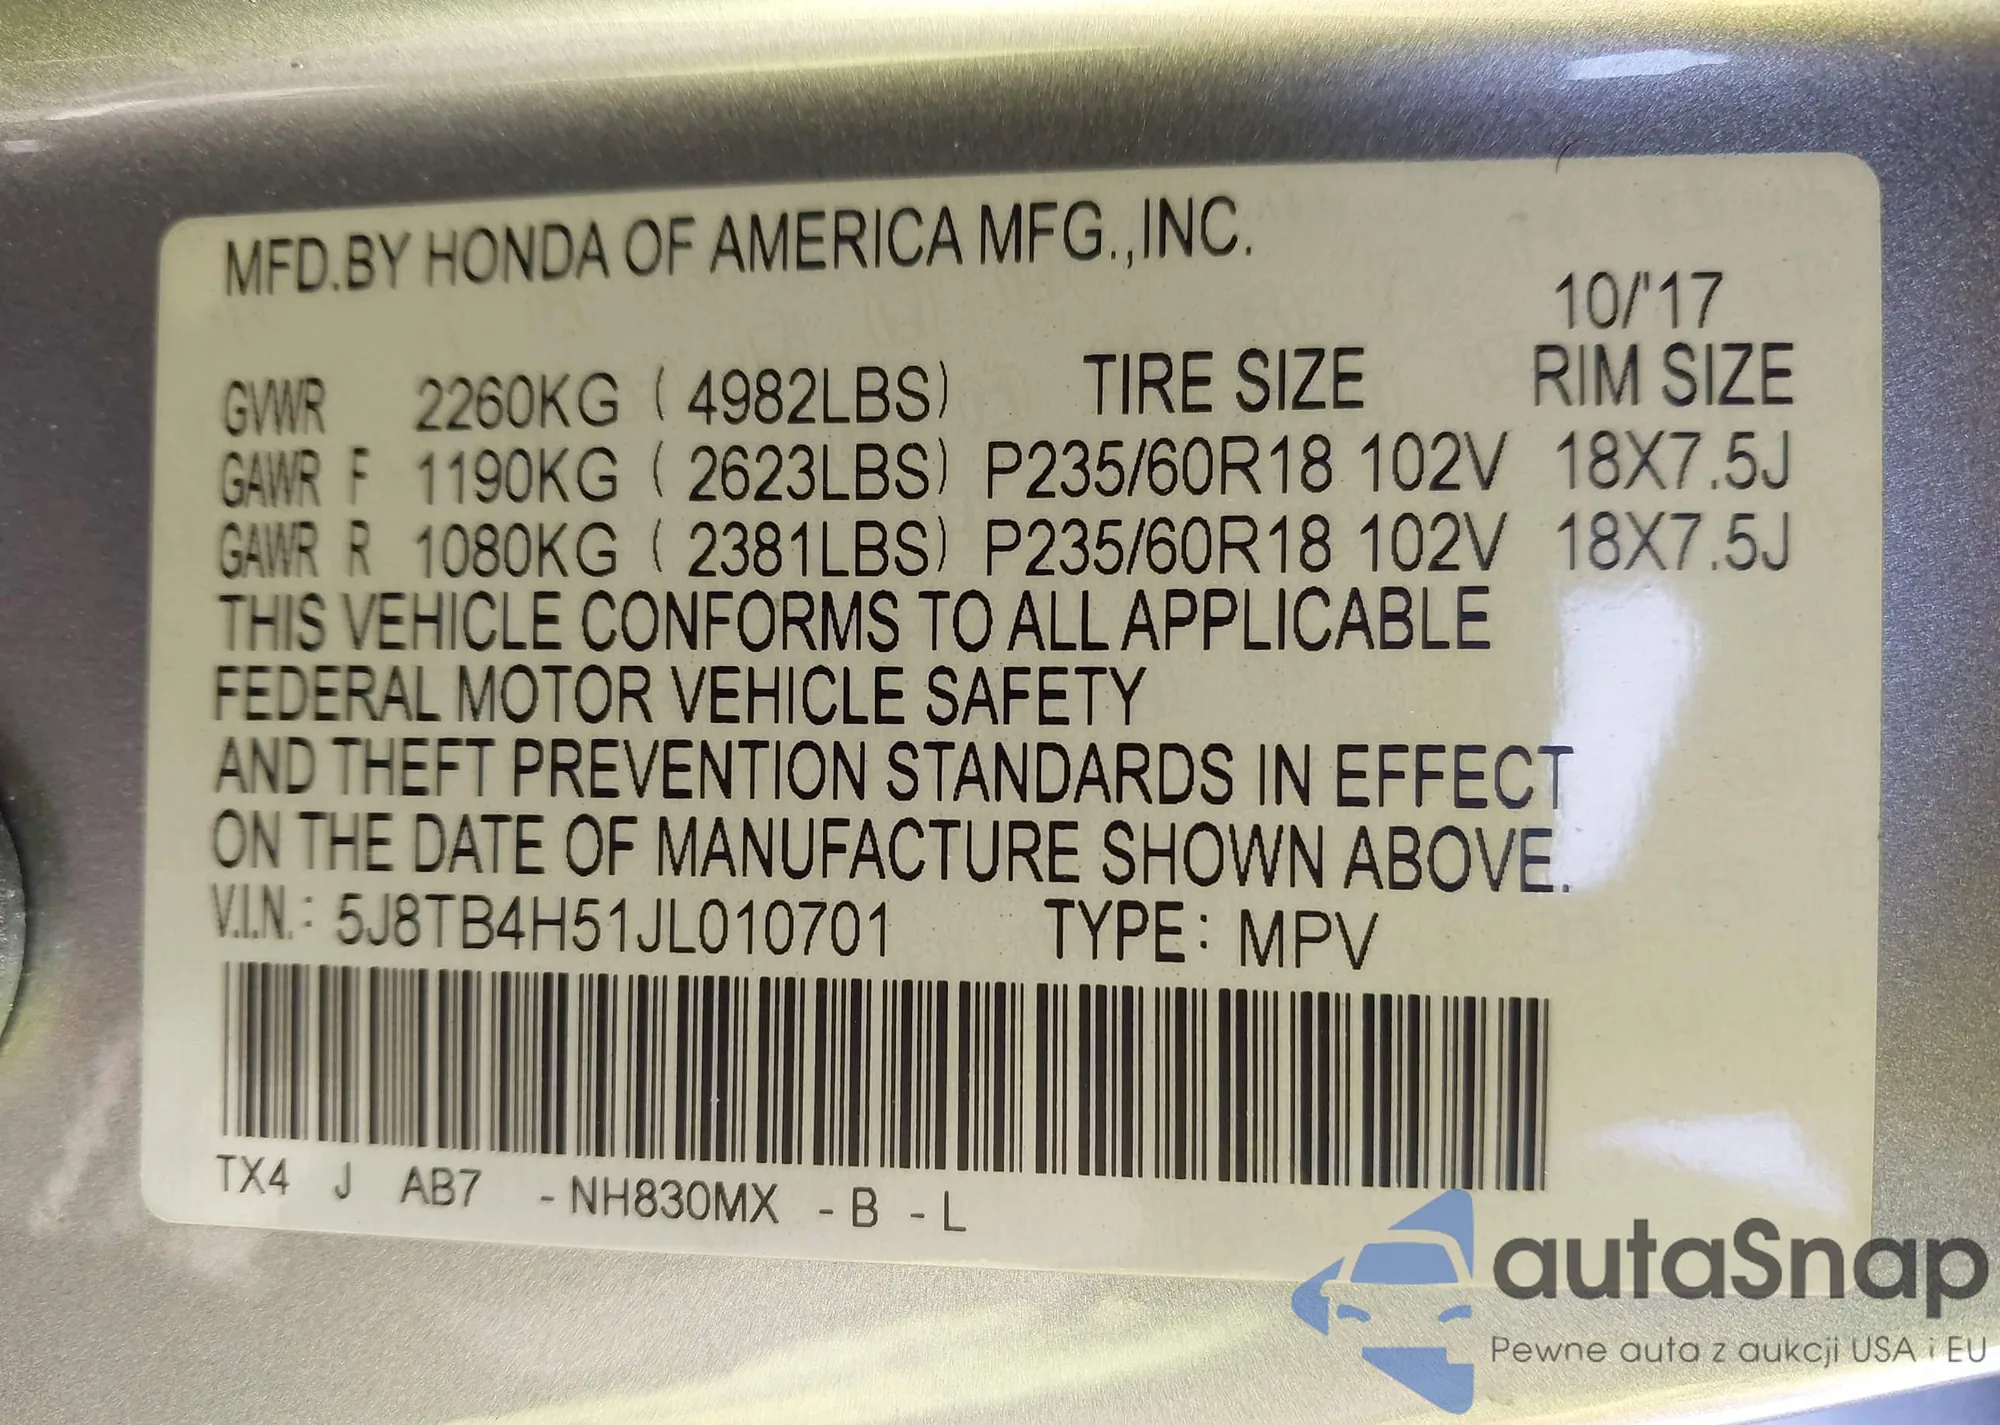 MFD.BY HONDA OF AMERICA MFG.,INC.
10/'17
GVWR 2260KG ( 4982LBS) TIRE SIZE RIM SIZE
GAWR F 1190KG ( 2623LBS) P235/60R18 102V 18X7.5J
GAWR R 1080KG ( 2381LBS) P235/60R18 102V 18X7.5J
THIS VEHICLE CONFORMS TO ALL APPLICABLE
FEDERAL MOTOR VEHICLE SAFETY
AND THEFT PREVENTION STANDARDS IN EFFECT
ON THE DATE OF MANUFACTURE SHOWN ABOVE.
V.I.N.: 5J8TB4H51JL010701 TYPE: MPV
TX4 J AB7 -NH830MX -B -L
autaSnap
Pewne auta z aukcji USA i EU